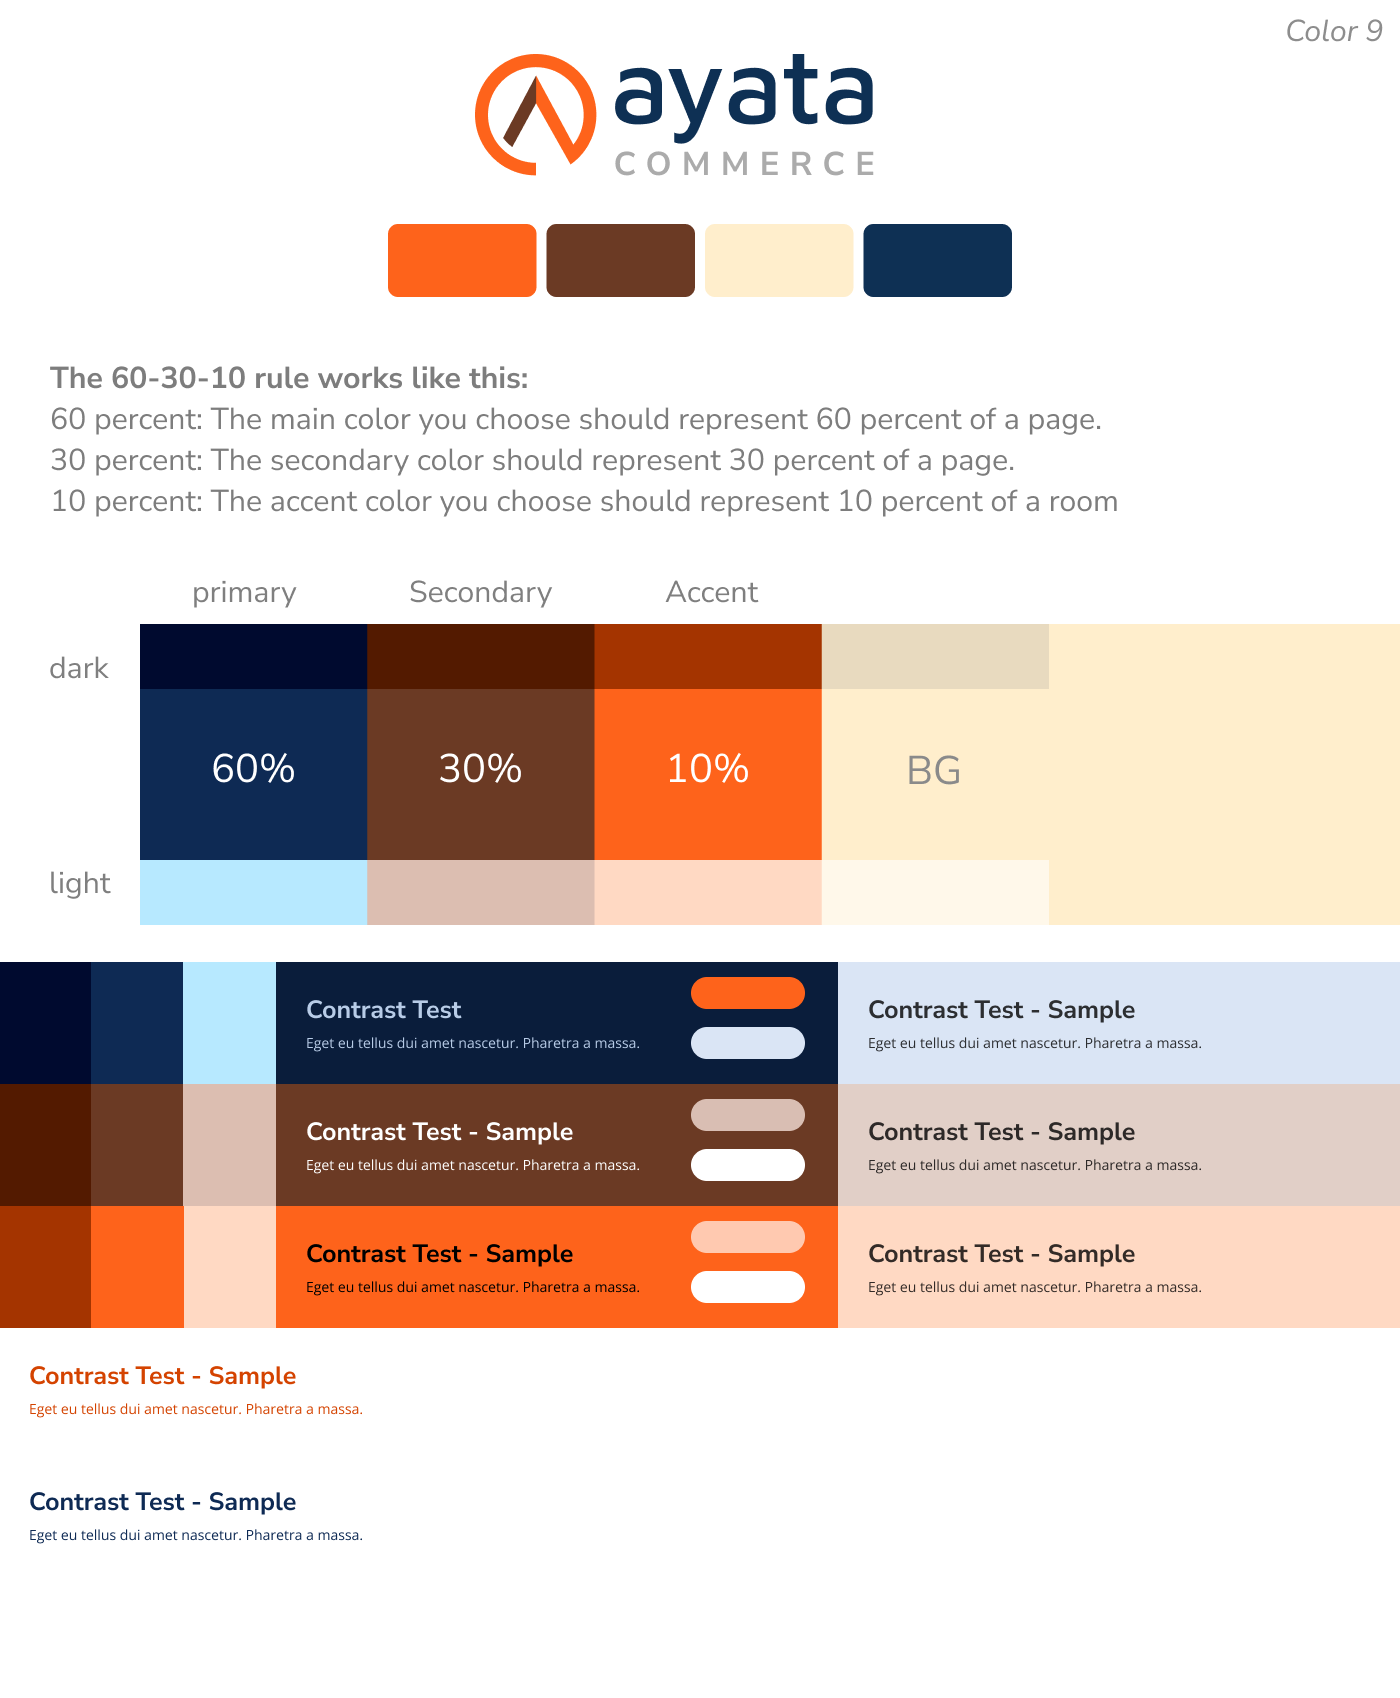 Color 9
ayata
COMMERCE
The 60-30-10 rule works like this:
60 percent: The main color you choose should represent 60 percent of a page.
30 percent: The secondary color should represent 30 percent of a page.
10 percent: The accent color you choose should represent 10 percent of a room
primary Secondary Accent
dark
60% 30% 10% BG
light
Contrast Test
Eget eu tellus dui amet nascetur. Pharetra a massa.
Contrast Test - Sample
Eget eu tellus dui amet nascetur. Pharetra a massa.
Contrast Test - Sample
Eget eu tellus dui amet nascetur. Pharetra a massa.
Contrast Test - Sample
Eget eu tellus dui amet nascetur. Pharetra a massa.
Contrast Test - Sample
Eget eu tellus dui amet nascetur. Pharetra a massa.
Contrast Test - Sample
Eget eu tellus dui amet nascetur. Pharetra a massa.
Contrast Test - Sample
Eget eu tellus dui amet nascetur. Pharetra a massa.
Contrast Test - Sample
Eget eu tellus dui amet nascetur. Pharetra a massa.